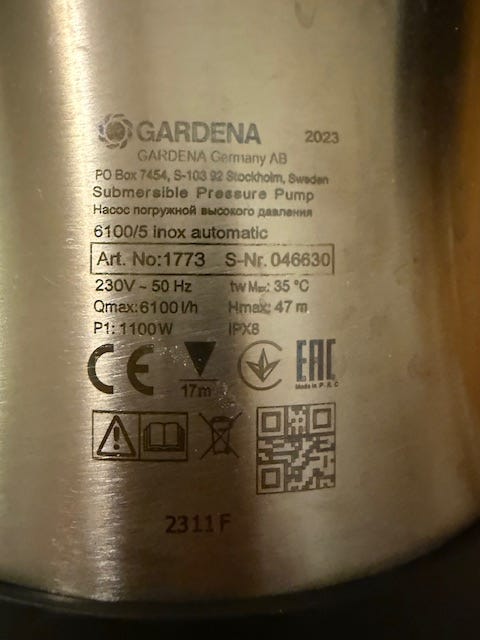 GARDENA 2023
GARDENA Germany AB
PO Box 7454, S-103 92 Stockholm, Sweden
Submersible Pressure Pump
Насос погружной высокого давления
6100/5 inox automatic
Art. No:1773 S-Nr. 046630
230V ~ 50 Hz tw Max: 35 °C
Qmax:6100 l/h Hmax: 47 m
P1: 1100W IPX8
CE 17m EAC
Made in P.R.C
2311F